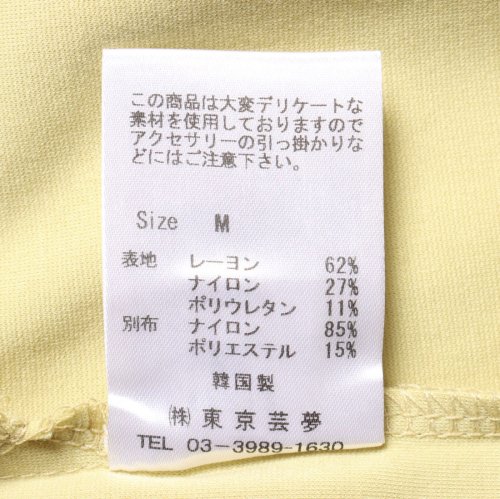 この商品は大変デリケートな
素材を使用しておりますので
アクセサリーの引っ掛かりな
どにはご注意下さい。
Size M
表地 レーヨン 62%
ナイロン 27%
ポリウレタン 11%
別布 ナイロン 85%
ポリエステル 15%
韓国製
㈱ 東京芸夢
TEL 03-3989-1630